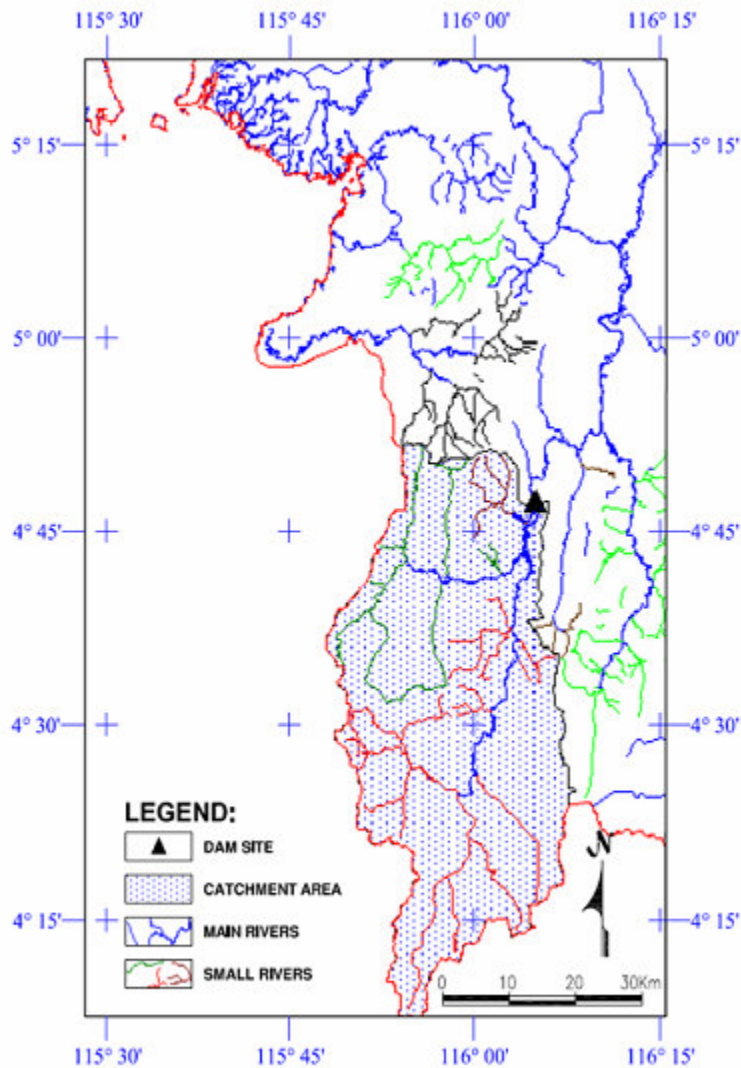 115° 30' 115° 45' 116° 00' 116° 15'
5° 15' 5° 15'
5° 00' 5° 00'
4° 45' 4° 45'
4° 30' 4° 30'
LEGEND:
DAM SITE
N
CATCHMENT AREA
4° 15' 4° 15'
MAIN RIVERS
SMALL RIVERS
0 10 20 30Km
115° 30' 115° 45' 116° 00' 116° 15'